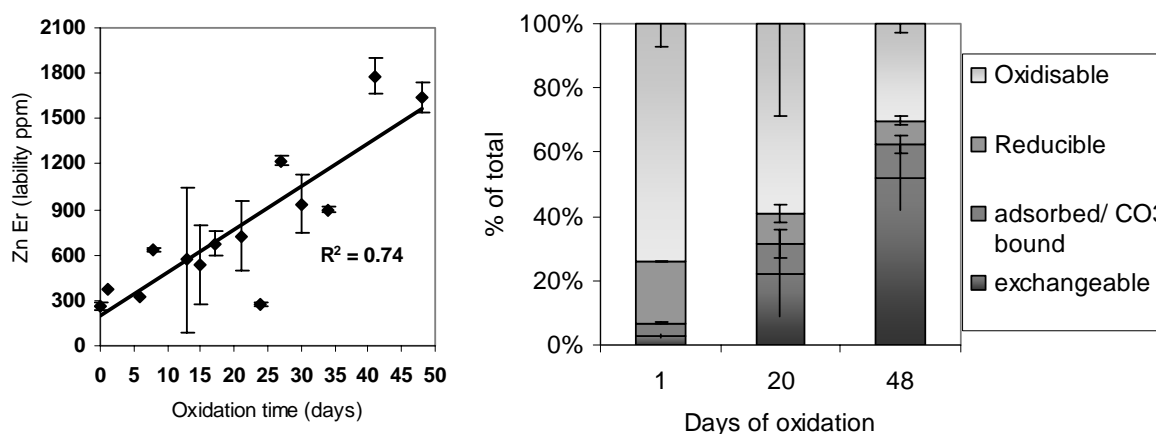 2100
1800
1500
1200
900
600
300
0
Zn Er (lability ppm)
R² = 0.74
0 5 10 15 20 25 30 35 40 45 50
Oxidation time (days)
100%
80%
60%
40%
20%
0%
% of total
1 20 48
Days of oxidation
Oxidisable
Reducible
adsorbed/ CO3
bound
exchangeable